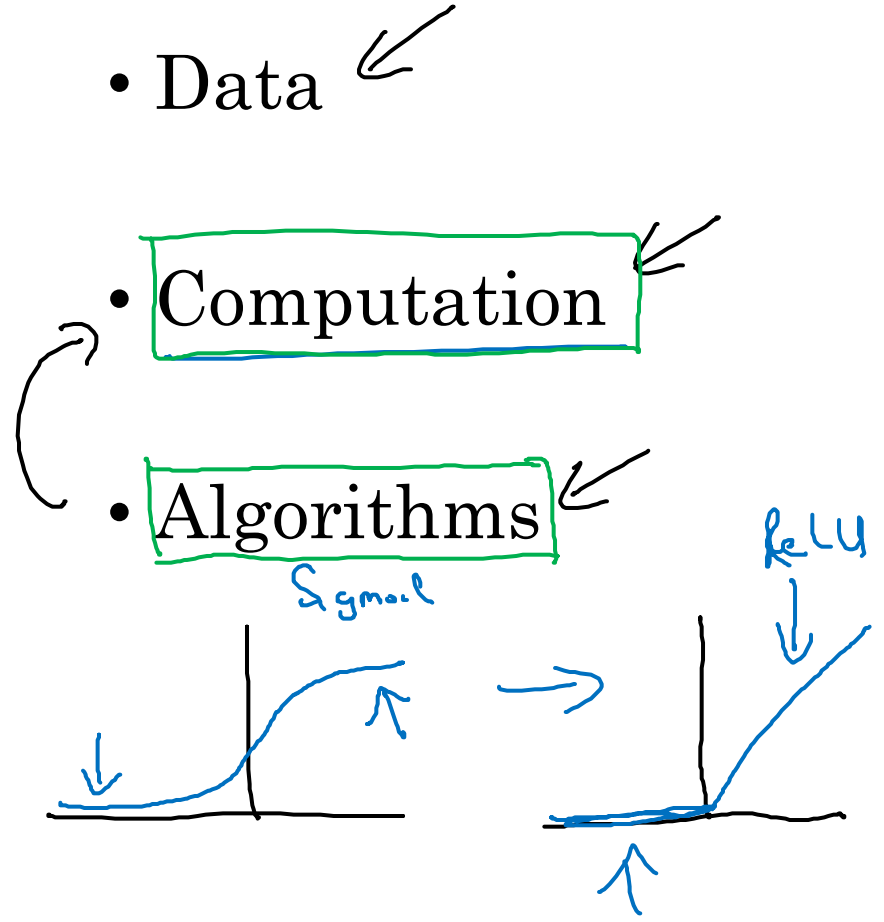 • Data
• Computation
• Algorithms
ReLU
Sigmoid